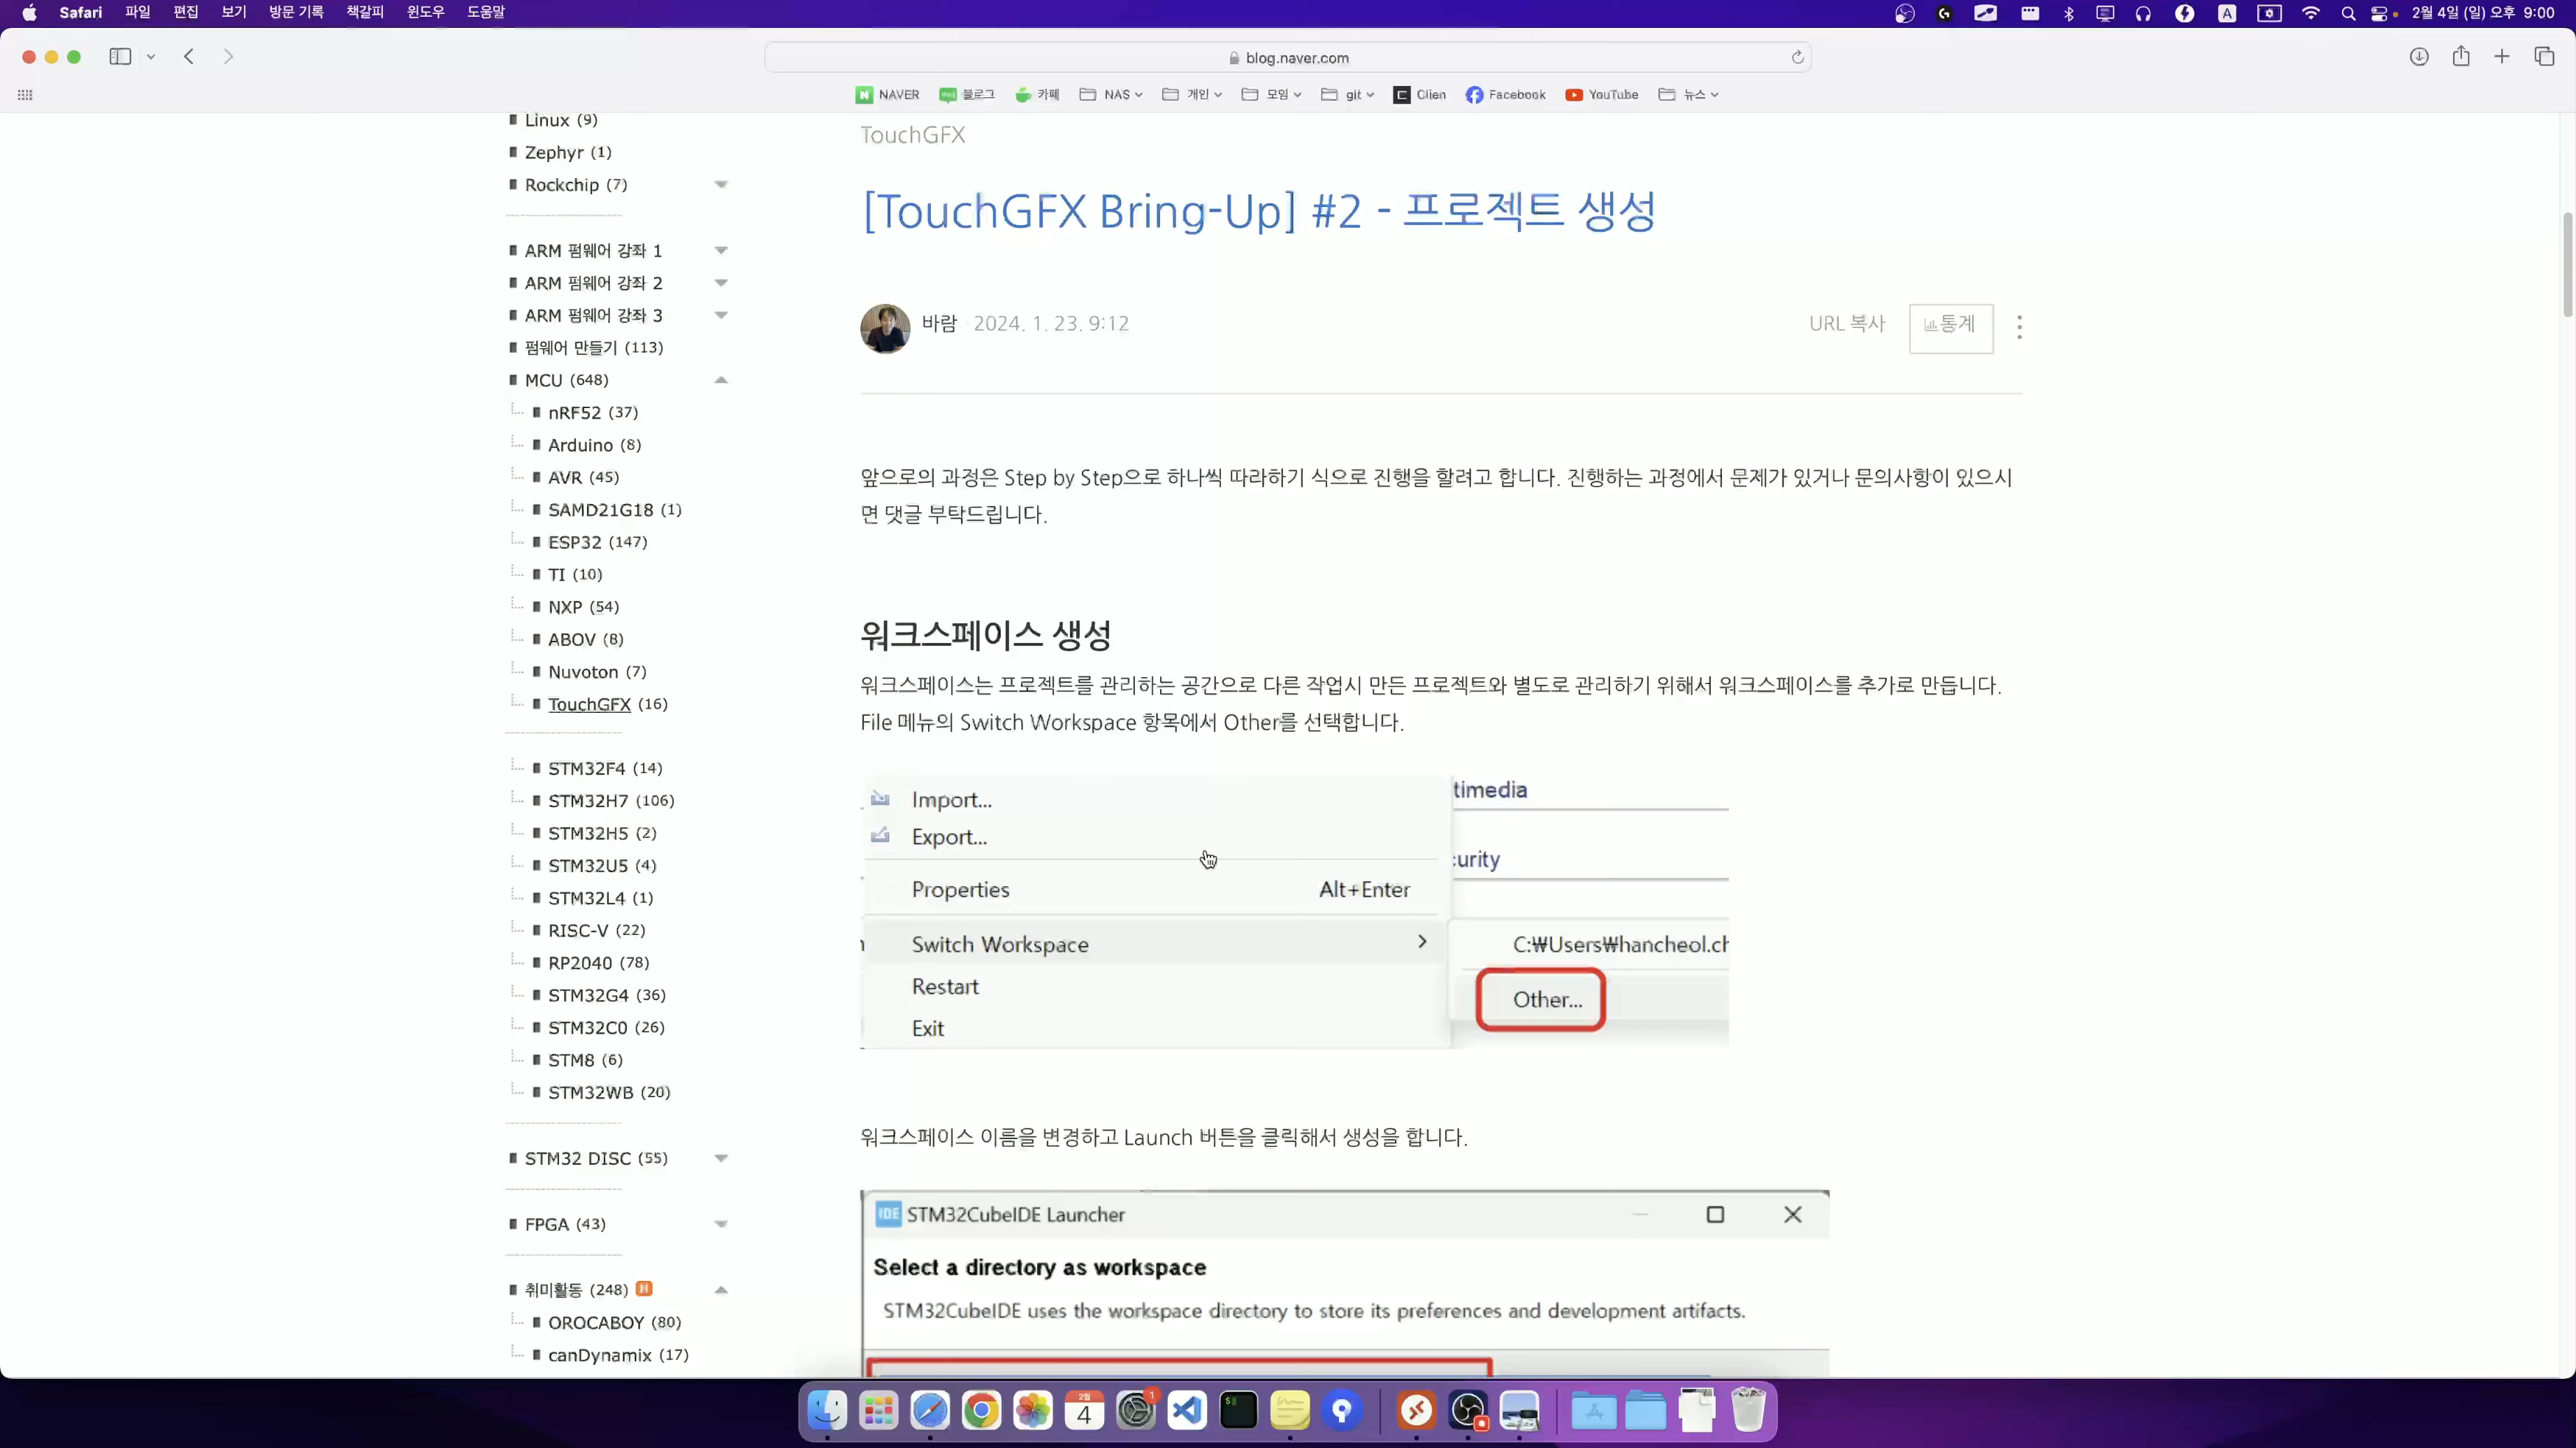 Safari 파일 편집 보기 방문 기록 책갈피 윈도우 도움말
A
2월 4일 (일) 오후 9:00
blog.naver.com
NAVER 블로그 카페 NAS 개인 모임 git Clien Facebook YouTube 뉴스
Linux (9)
Zephyr (1)
Rockchip (7)
ARM 펌웨어 강좌 1
ARM 펌웨어 강좌 2
ARM 펌웨어 강좌 3
펌웨어 만들기 (113)
MCU (648)
nRF52 (37)
Arduino (8)
AVR (45)
SAMD21G18 (1)
ESP32 (147)
TI (10)
NXP (54)
ABOV (8)
Nuvoton (7)
TouchGFX (16)
STM32F4 (14)
STM32H7 (106)
STM32H5 (2)
STM32U5 (4)
STM32L4 (1)
RISC-V (22)
RP2040 (78)
STM32G4 (36)
STM32C0 (26)
STM8 (6)
STM32WB (20)
STM32 DISC (55)
FPGA (43)
취미활동 (248) N
OROCABOY (80)
canDynamix (17)
TouchGFX
[TouchGFX Bring-Up] #2 - 프로젝트 생성
바람 · 2024. 1. 23. 9:12
URL 복사 통계
앞으로의 과정은 Step by Step으로 하나씩 따라하기 식으로 진행을 할려고 합니다. 진행하는 과정에서 문제가 있거나 문의사항이 있으시
면 댓글 부탁드립니다.
워크스페이스 생성
워크스페이스는 프로젝트를 관리하는 공간으로 다른 작업시 만든 프로젝트와 별도로 관리하기 위해서 워크스페이스를 추가로 만듭니다.
File 메뉴의 Switch Workspace 항목에서 Other를 선택합니다.
Import...
timedia
Export...
curity
Properties Alt+Enter
Switch Workspace
C:₩Users₩hancheol.ch
Restart
Other...
Exit
워크스페이스 이름을 변경하고 Launch 버튼을 클릭해서 생성을 합니다.
IDE STM32CubeIDE Launcher
Select a directory as workspace
STM32CubeIDE uses the workspace directory to store its preferences and development artifacts.
2월
4
1